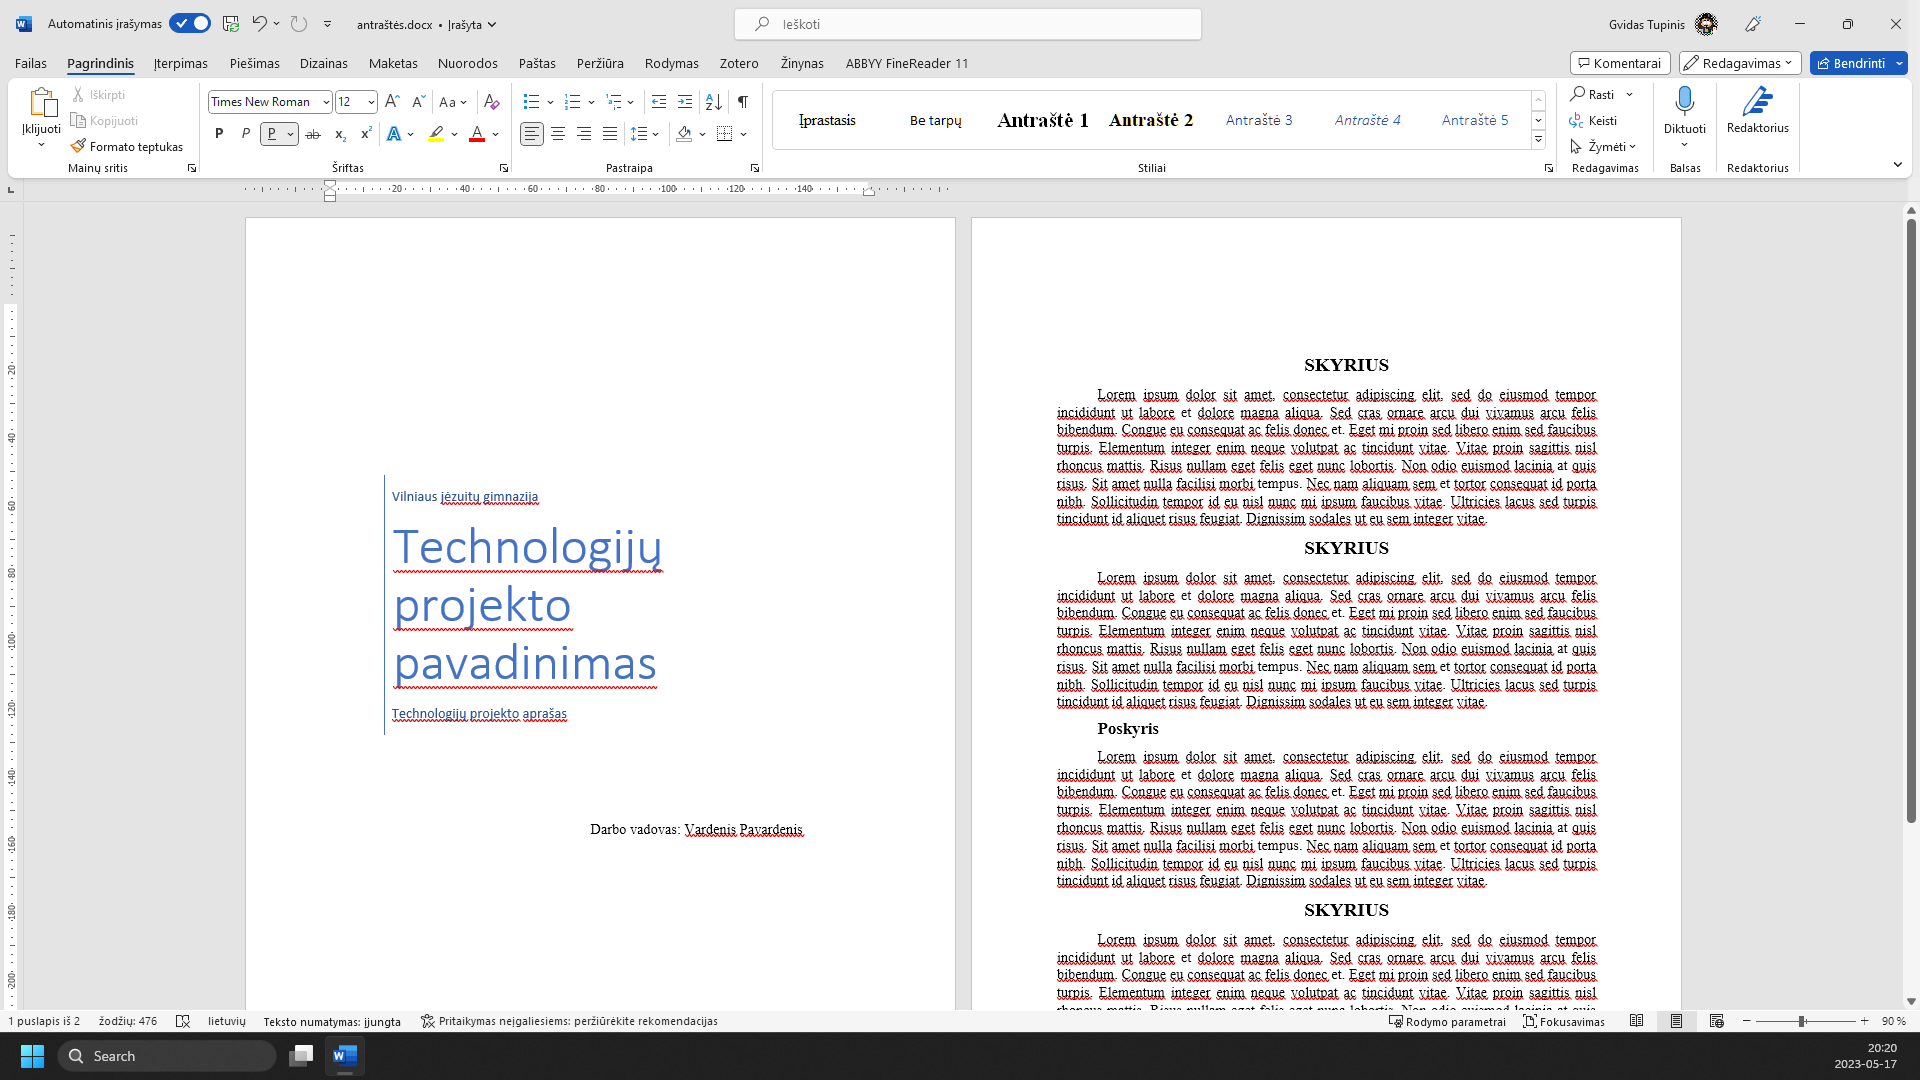 Automatinis įrašymas
antraštės.docx • Įrašyta
Ieškoti
Gvidas Tupinis
Failas Pagrindinis Įterpimas Piešimas Dizainas Maketas Nuorodos Paštas Peržiūra Rodymas Zotero Žinynas ABBYY FineReader 11
Komentarai Redagavimas Bendrinti
Įklijuoti
Iškirpti
Kopijuoti
Formato teptukas
Mainų sritis
Times New Roman 12
Šriftas
Pastraipa
Įprastasis Be tarpų Antraštė 1 Antraštė 2 Antraštė 3 Antraštė 4 Antraštė 5
Stiliai
Rasti
Keisti
Žymėti
Redagavimas
Diktuoti
Balsas
Redaktorius
Redaktorius
20 40 60 80 100 120 140
20
40
60
80
100
120
140
160
180
200
Vilniaus jėzuitų gimnazija
Technologijų
projekto
pavadinimas
Technologijų projekto aprašas
Darbo vadovas: Vardenis Pavardenis
SKYRIUS
Lorem ipsum dolor sit amet, consectetur adipiscing elit, sed do eiusmod tempor
incididunt ut labore et dolore magna aliqua. Sed cras ornare arcu dui vivamus arcu felis
bibendum. Congue eu consequat ac felis donec et. Eget mi proin sed libero enim sed faucibus
turpis. Elementum integer enim neque volutpat ac tincidunt vitae. Vitae proin sagittis nisl
rhoncus mattis. Risus nullam eget felis eget nunc lobortis. Non odio euismod lacinia at quis
risus. Sit amet nulla facilisi morbi tempus. Nec nam aliquam sem et tortor consequat id porta
nibh. Sollicitudin tempor id eu nisl nunc mi ipsum faucibus vitae. Ultricies lacus sed turpis
tincidunt id aliquet risus feugiat. Dignissim sodales ut eu sem integer vitae.
SKYRIUS
Lorem ipsum dolor sit amet, consectetur adipiscing elit, sed do eiusmod tempor
incididunt ut labore et dolore magna aliqua. Sed cras ornare arcu dui vivamus arcu felis
bibendum. Congue eu consequat ac felis donec et. Eget mi proin sed libero enim sed faucibus
turpis. Elementum integer enim neque volutpat ac tincidunt vitae. Vitae proin sagittis nisl
rhoncus mattis. Risus nullam eget felis eget nunc lobortis. Non odio euismod lacinia at quis
risus. Sit amet nulla facilisi morbi tempus. Nec nam aliquam sem et tortor consequat id porta
nibh. Sollicitudin tempor id eu nisl nunc mi ipsum faucibus vitae. Ultricies lacus sed turpis
tincidunt id aliquet risus feugiat. Dignissim sodales ut eu sem integer vitae.
Poskyris
Lorem ipsum dolor sit amet, consectetur adipiscing elit, sed do eiusmod tempor
incididunt ut labore et dolore magna aliqua. Sed cras ornare arcu dui vivamus arcu felis
bibendum. Congue eu consequat ac felis donec et. Eget mi proin sed libero enim sed faucibus
turpis. Elementum integer enim neque volutpat ac tincidunt vitae. Vitae proin sagittis nisl
rhoncus mattis. Risus nullam eget felis eget nunc lobortis. Non odio euismod lacinia at quis
risus. Sit amet nulla facilisi morbi tempus. Nec nam aliquam sem et tortor consequat id porta
nibh. Sollicitudin tempor id eu nisl nunc mi ipsum faucibus vitae. Ultricies lacus sed turpis
tincidunt id aliquet risus feugiat. Dignissim sodales ut eu sem integer vitae.
SKYRIUS
Lorem ipsum dolor sit amet, consectetur adipiscing elit, sed do eiusmod tempor
incididunt ut labore et dolore magna aliqua. Sed cras ornare arcu dui vivamus arcu felis
bibendum. Congue eu consequat ac felis donec et. Eget mi proin sed libero enim sed faucibus
turpis. Elementum integer enim neque volutpat ac tincidunt vitae. Vitae proin sagittis nisl
1 puslapis iš 2 žodžių: 476 lietuvių Teksto numatymas: įjungta Pritaikymas neįgaliesiems: peržiūrėkite rekomendacijas
Rodymo parametrai Fokusavimas 90 %
Search
20:20
2023-05-17